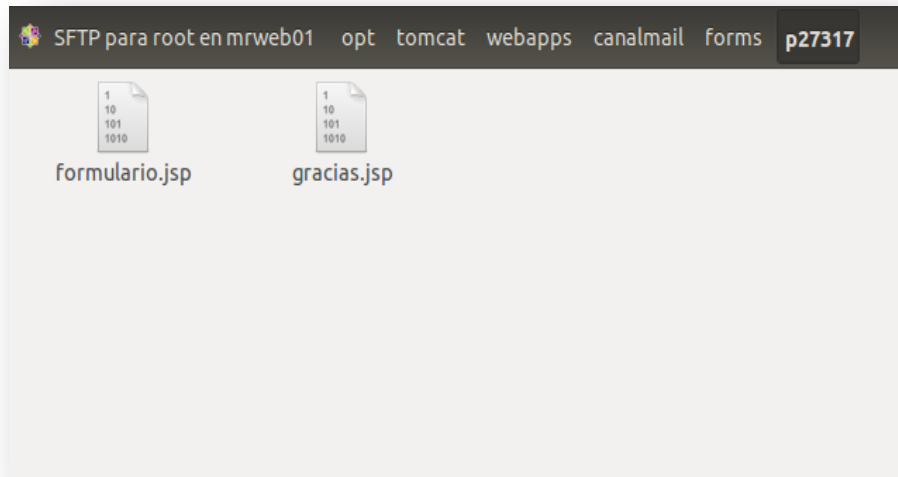 SFTP para root en mrweb01 opt tomcat webapps canalmail forms p27317
1 1
10 10
101 101
1010 1010
formulario.jsp gracias.jsp